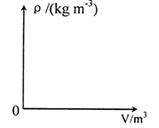 ρ /(kg m⁻³)
0
V/m³